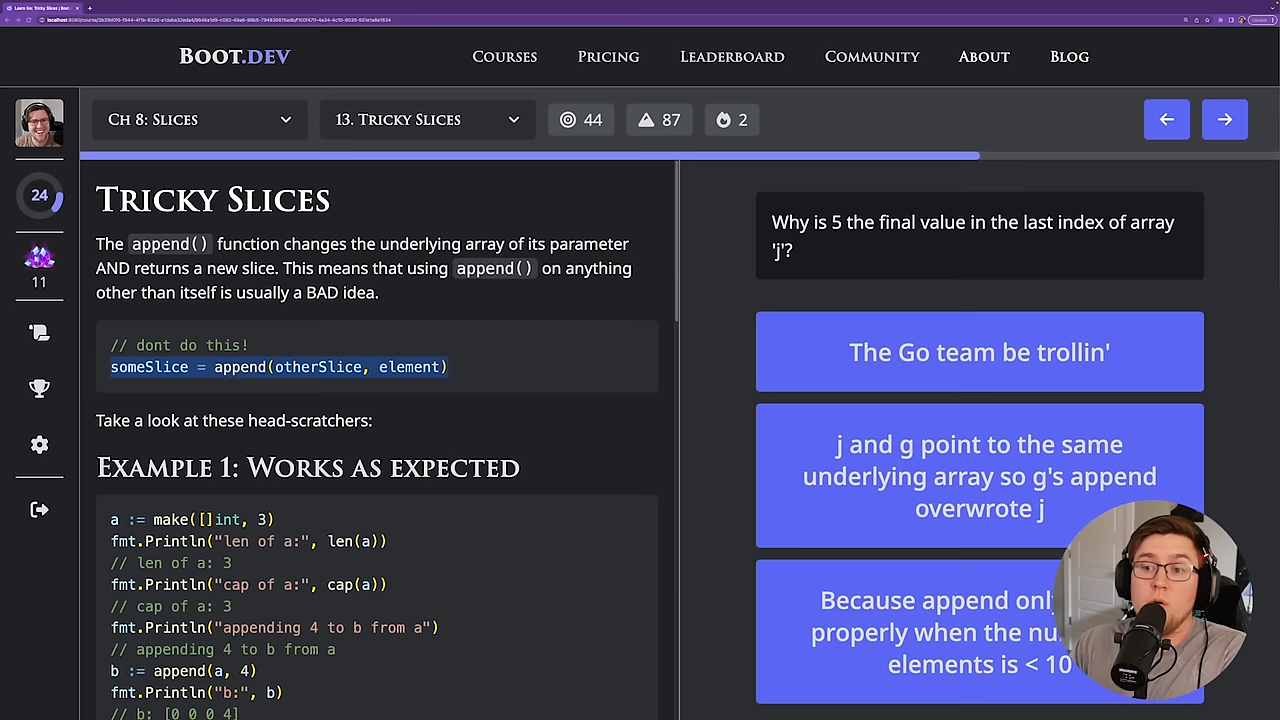 Learn Go: Tricky Slices | Boot.
BOOT.DEV
COURSES
PRICING
LEADERBOARD
COMMUNITY
ABOUT
BLOG
CH 8: SLICES
13. TRICKY SLICES
44
87
2
24
11
TRICKY SLICES
The append() function changes the underlying array of its parameter
AND returns a new slice. This means that using append() on anything
other than itself is usually a BAD idea.
// dont do this!
someSlice = append(otherSlice, element)
Take a look at these head-scratchers:
EXAMPLE 1: WORKS AS EXPECTED
a := make([]int, 3)
fmt.Println("len of a:", len(a))
// len of a: 3
fmt.Println("cap of a:", cap(a))
// cap of a: 3
fmt.Println("appending 4 to b from a")
// appending 4 to b from a
b := append(a, 4)
fmt.Println("b:", b)
// b: [0 0 0 4]
Why is 5 the final value in the last index of array
'j'?
The Go team be trollin'
j and g point to the same
underlying array so g's append
overwrote j
Because append
properly when the
elements is < 10